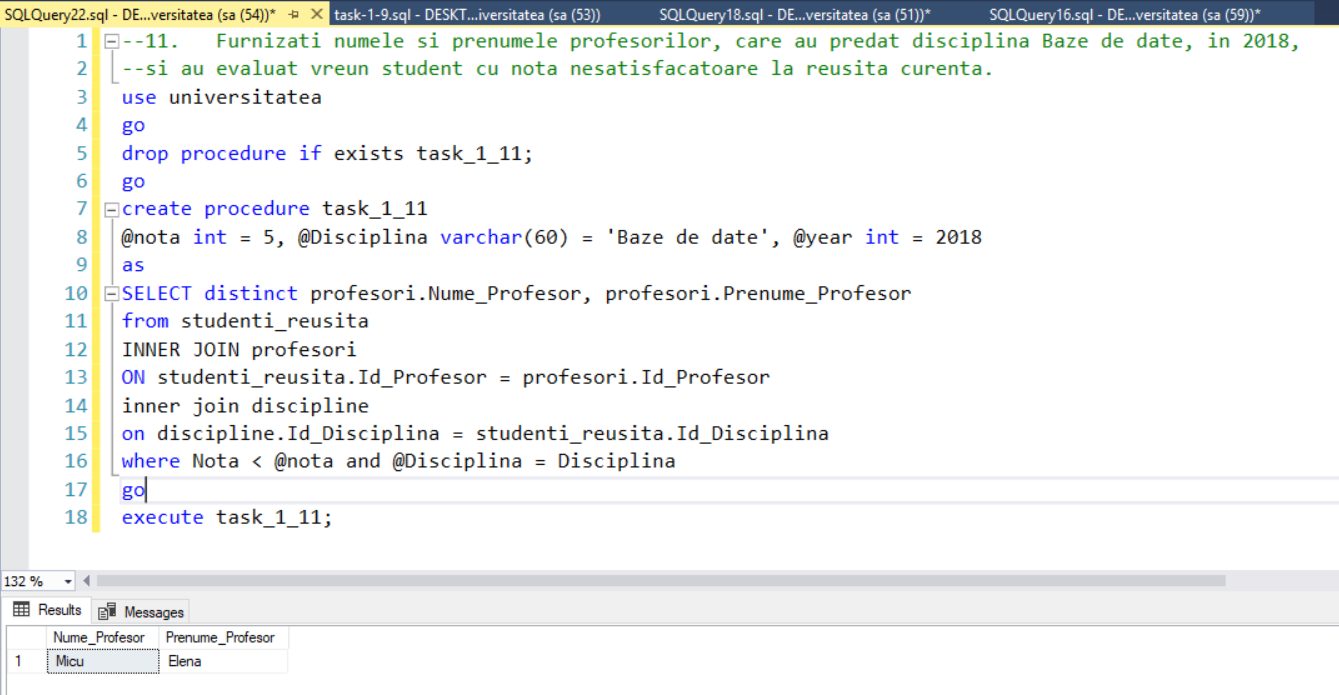 SQLQuery22.sql - DE...versitatea (sa (54))* task-1-9.sql - DESKT...iversitatea (sa (53)) SQLQuery18.sql - DE...versitatea (sa (51))* SQLQuery16.sql - DE...versitatea (sa (59))*
1 --11.   Furnizati numele si prenumele profesorilor, care au predat disciplina Baze de date, in 2018,
2 --si au evaluat vreun student cu nota nesatisfacatoare la reusita curenta.
3 use universitatea
4 go
5 drop procedure if exists task_1_11;
6 go
7 create procedure task_1_11
8 @nota int = 5, @Disciplina varchar(60) = 'Baze de date', @year int = 2018
9 as
10 SELECT distinct profesori.Nume_Profesor, profesori.Prenume_Profesor
11 from studenti_reusita
12 INNER JOIN profesori
13 ON studenti_reusita.Id_Profesor = profesori.Id_Profesor
14 inner join discipline
15 on discipline.Id_Disciplina = studenti_reusita.Id_Disciplina
16 where Nota < @nota and @Disciplina = Disciplina
17 go
18 execute task_1_11;
132 %
Results Messages
Nume_Profesor Prenume_Profesor
1 Micu Elena